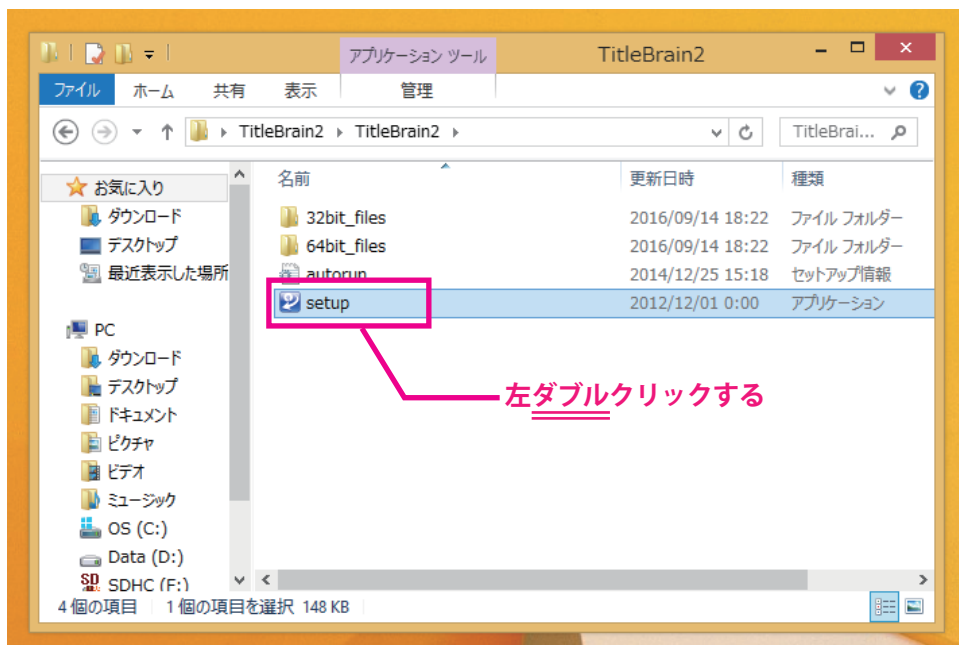 アプリケーション ツール
TitleBrain2
ファイル ホーム 共有 表示 管理
TitleBrain2 TitleBrain2
TitleBrai...
お気に入り
ダウンロード
デスクトップ
最近表示した場所
PC
ダウンロード
デスクトップ
ドキュメント
ピクチャ
ビデオ
ミュージック
OS (C:)
Data (D:)
SDHC (F:)
名前 更新日時 種類
32bit_files 2016/09/14 18:22 ファイル フォルダー
64bit_files 2016/09/14 18:22 ファイル フォルダー
autorun 2014/12/25 15:18 セットアップ情報
setup 2012/12/01 0:00 アプリケーション
左ダブルクリックする
4 個の項目 1 個の項目を選択 148 KB